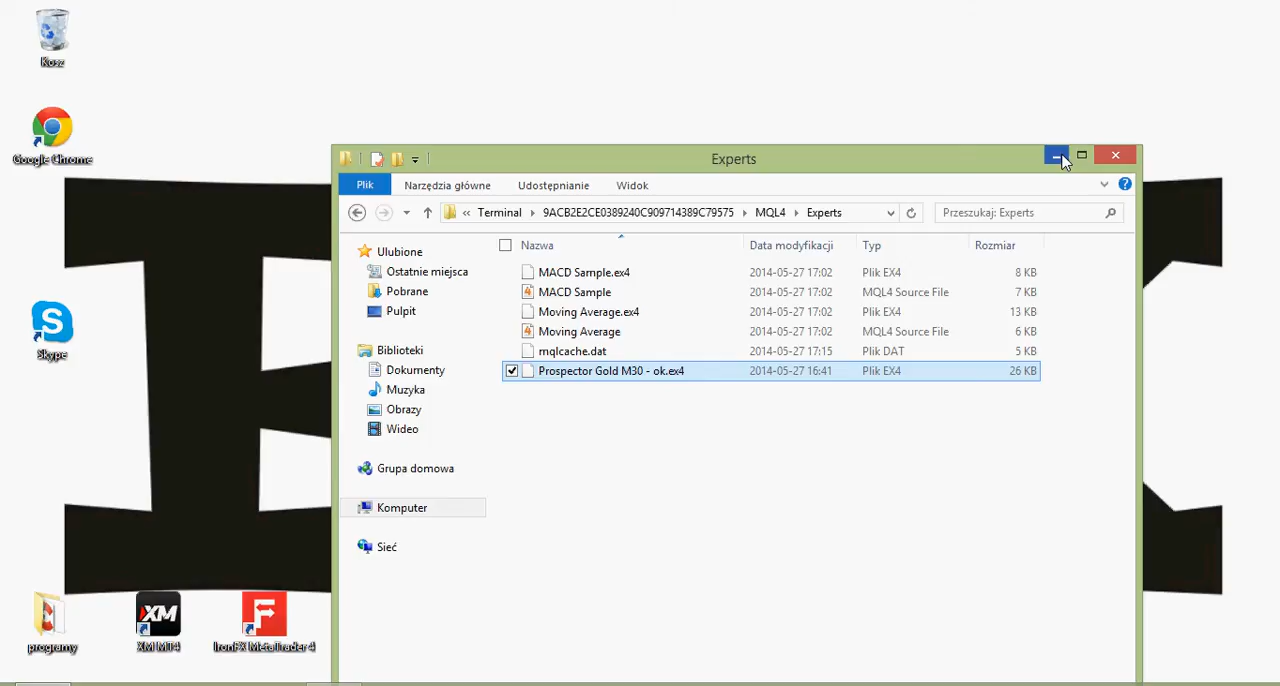 Kosz
Google Chrome
Skype
programy
XM
XM MT4
IronFX MetaTrader 4
Experts
Plik
Narzędzia główne
Udostępnianie
Widok
« Terminal 9ACB2E2CE0389240C909714389C79575 MQL4 Experts
Przeszukaj: Experts
Ulubione
Ostatnie miejsca
Pobrane
Pulpit
Biblioteki
Dokumenty
Muzyka
Obrazy
Wideo
Grupa domowa
Komputer
Sieć
Nazwa Data modyfikacji Typ Rozmiar
MACD Sample.ex4 2014-05-27 17:02 Plik EX4 8 KB
MACD Sample 2014-05-27 17:02 MQL4 Source File 7 KB
Moving Average.ex4 2014-05-27 17:02 Plik EX4 13 KB
Moving Average 2014-05-27 17:02 MQL4 Source File 6 KB
mqlcache.dat 2014-05-27 17:15 Plik DAT 5 KB
Prospector Gold M30 - ok.ex4 2014-05-27 16:41 Plik EX4 26 KB